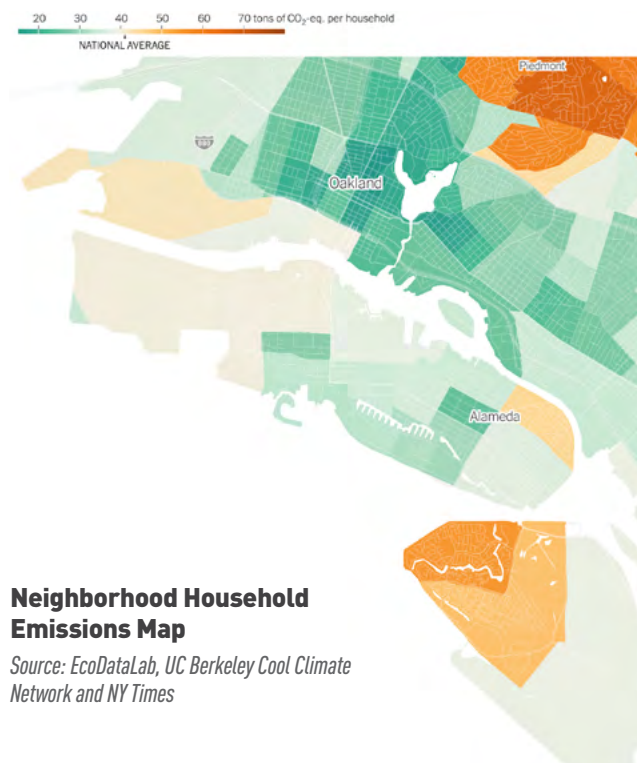 20 30 40 50 60 70 tons of CO₂-eq. per household
NATIONAL AVERAGE
Piedmont
Oakland
Alameda
Neighborhood Household
Emissions Map
Source: EcoDataLab, UC Berkeley Cool Climate
Network and NY Times